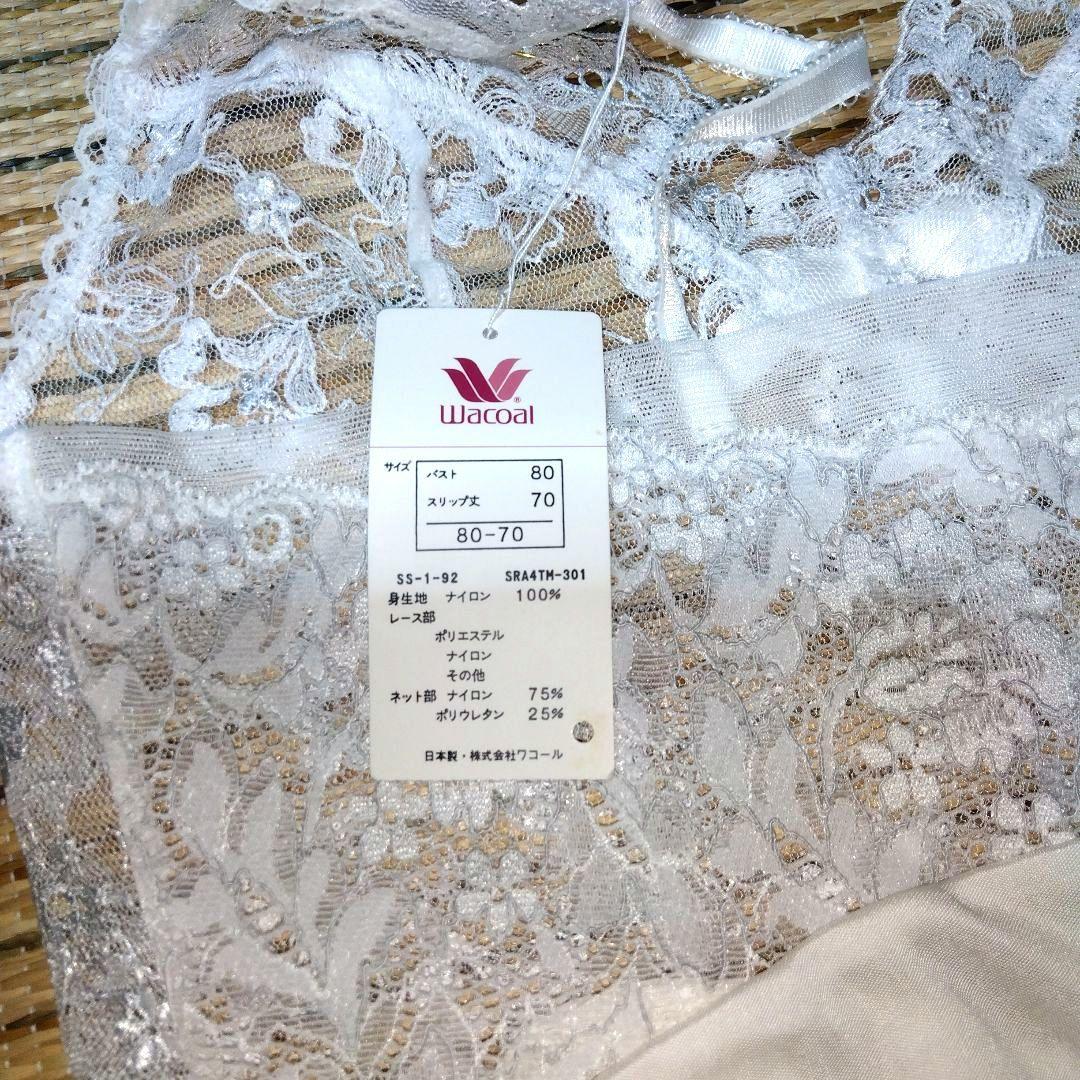 Wacoal®
サイズ
バスト 80
スリップ丈 70
80-70
SS-1-92 SRA4TM-301
身生地 ナイロン 100%
レース部
ポリエステル
ナイロン
その他
ネット部 ナイロン 75%
ポリウレタン 25%
日本製・株式会社ワコール